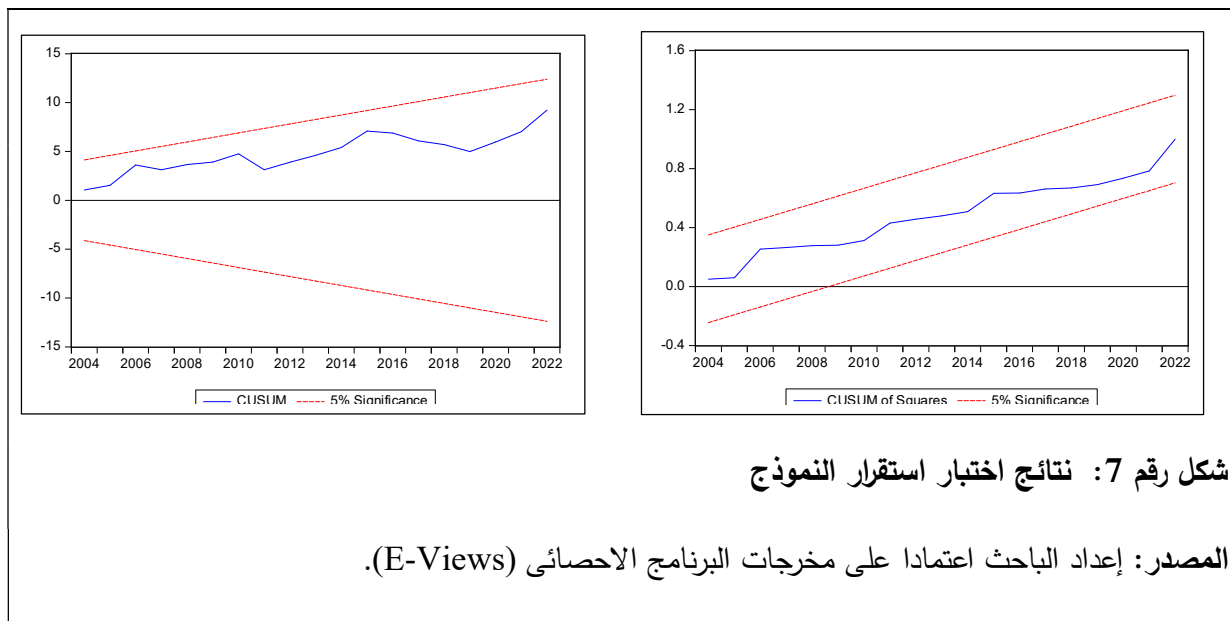 15
10
5
0
-5
-10
-15
2004 2006 2008 2010 2012 2014 2016 2018 2020 2022
CUSUM 5% Significance
1.6
1.2
0.8
0.4
0.0
-0.4
2004 2006 2008 2010 2012 2014 2016 2018 2020 2022
CUSUM of Squares 5% Significance
شكل رقم 7: نتائج اختبار استقرار النموذج
المصدر: إعداد الباحث اعتمادا على مخرجات البرنامج الاحصائى (E-Views).